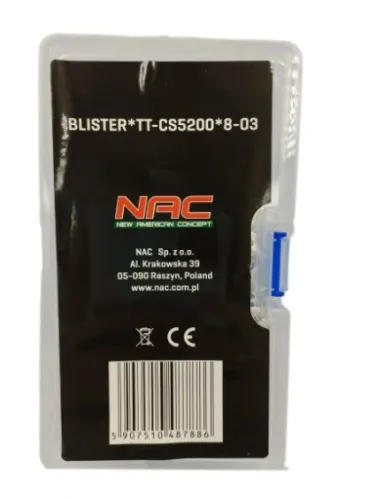 BLISTER*TT-CS5200*8-03
NAC
NEW AMERICAN CONCEPT
NAC Sp. z o.o.
Al. Krakowska 39
05-090 Raszyn, Poland
www.nac.com.pl
CE
5 907510 487886